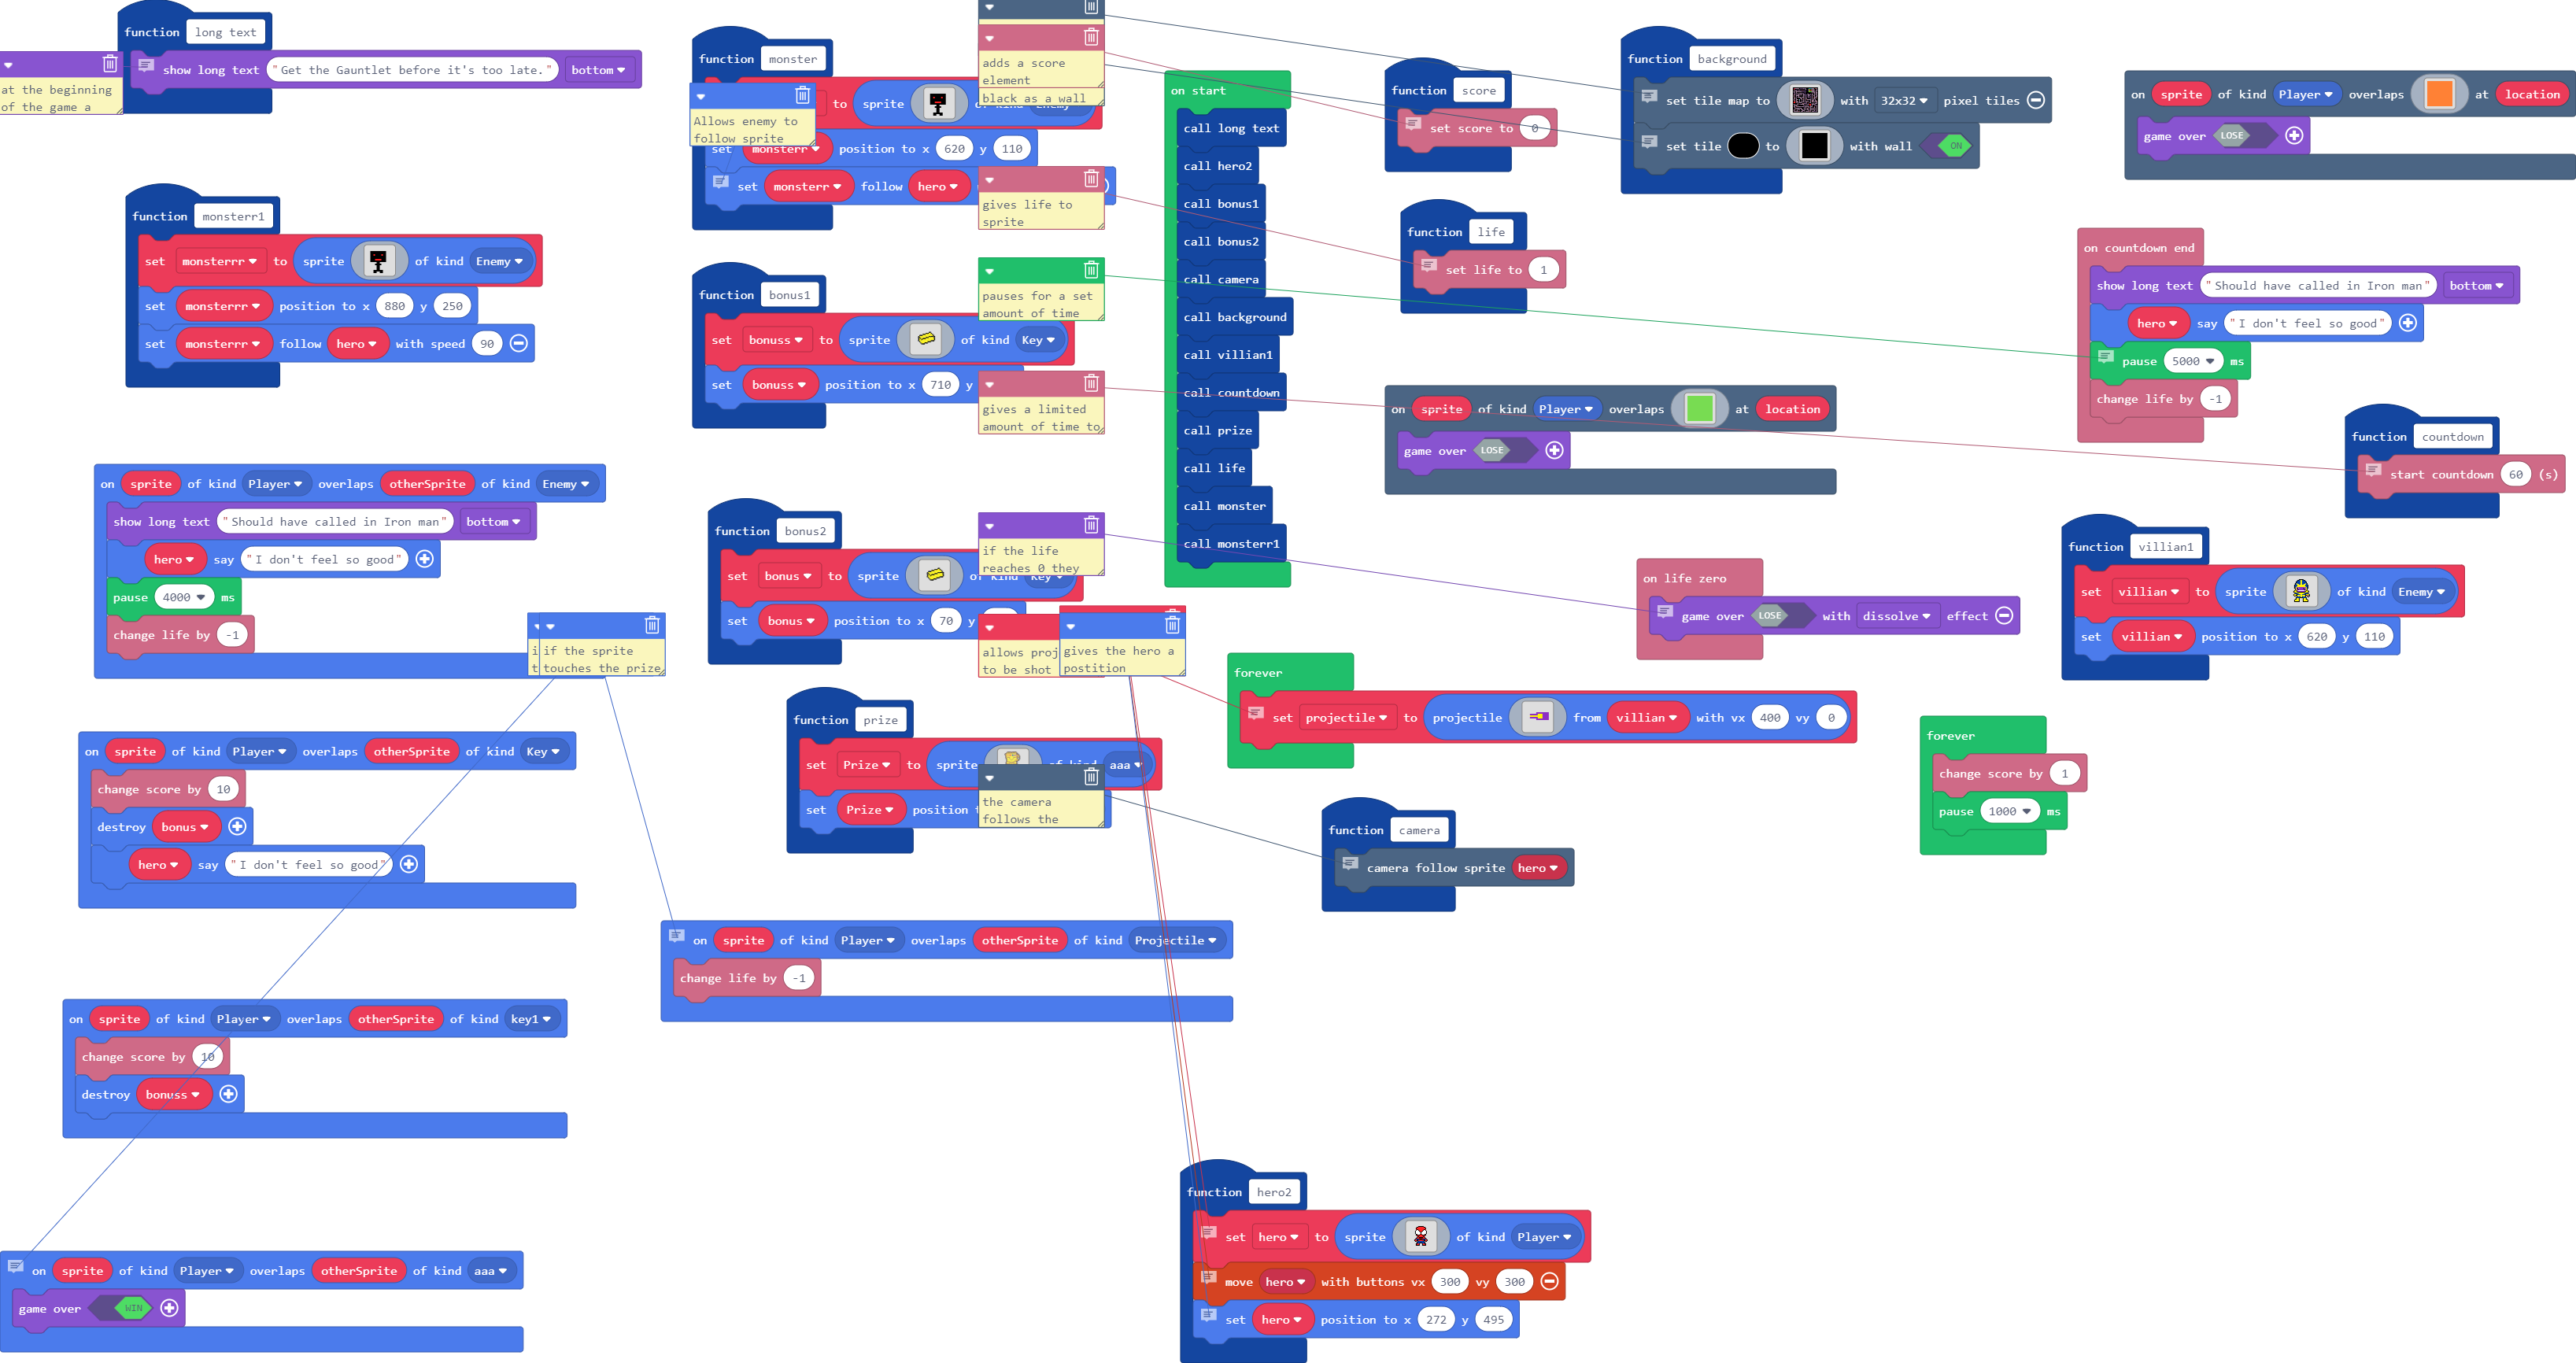 function long text
show long text "Get the Gauntlet before it's too late." bottom
at the beginning
of the game a
function monsterr1
set monsterrr to sprite of kind Enemy
set monsterrr position to x 880 y 250
set monsterrr follow hero with speed 90
on sprite of kind Player overlaps otherSprite of kind Enemy
show long text "Should have called in Iron man" bottom
hero say "I don't feel so good"
pause 4000 ms
change life by -1
if the sprite
touches the prize
on sprite of kind Player overlaps otherSprite of kind Key
change score by 10
destroy bonus
hero say "I don't feel so good"
on sprite of kind Player overlaps otherSprite of kind key1
change score by 10
destroy bonuss
on sprite of kind Player overlaps otherSprite of kind aaa
game over WIN
function monster
to sprite of kind Enemy
Allows enemy to
follow sprite
set monsterr position to x 620 y 110
set monsterr follow hero
adds a score
element
black as a wall
gives life to
sprite
function bonus1
set bonuss to sprite of kind Key
set bonuss position to x 710 y
pauses for a set
amount of time
gives a limited
amount of time to
function bonus2
set bonus to sprite of kind Key
set bonus position to x 70 y
if the life
reaches 0 they
allows proj
to be shot
gives the hero a
postition
function prize
set Prize to sprite of kind aaa
set Prize position
the camera
follows the
on sprite of kind Player overlaps otherSprite of kind Projectile
change life by -1
on start
call long text
call hero2
call bonus1
call bonus2
call camera
call background
call villian1
call countdown
call prize
call life
call monster
call monsterr1
function score
set score to 0
function life
set life to 1
on sprite of kind Player overlaps at location
game over LOSE
forever
set projectile to projectile from villian with vx 400 vy 0
function camera
camera follow sprite hero
function hero2
set hero to sprite of kind Player
move hero with buttons vx 300 vy 300
set hero position to x 272 y 495
function background
set tile map to with 32x32 pixel tiles
set tile to with wall ON
on life zero
game over LOSE with dissolve effect
on sprite of kind Player overlaps at location
game over LOSE
on countdown end
show long text "Should have called in Iron man" bottom
hero say "I don't feel so good"
pause 5000 ms
change life by -1
function countdown
start countdown 60 (s)
function villian1
set villian to sprite of kind Enemy
set villian position to x 620 y 110
forever
change score by 1
pause 1000 ms